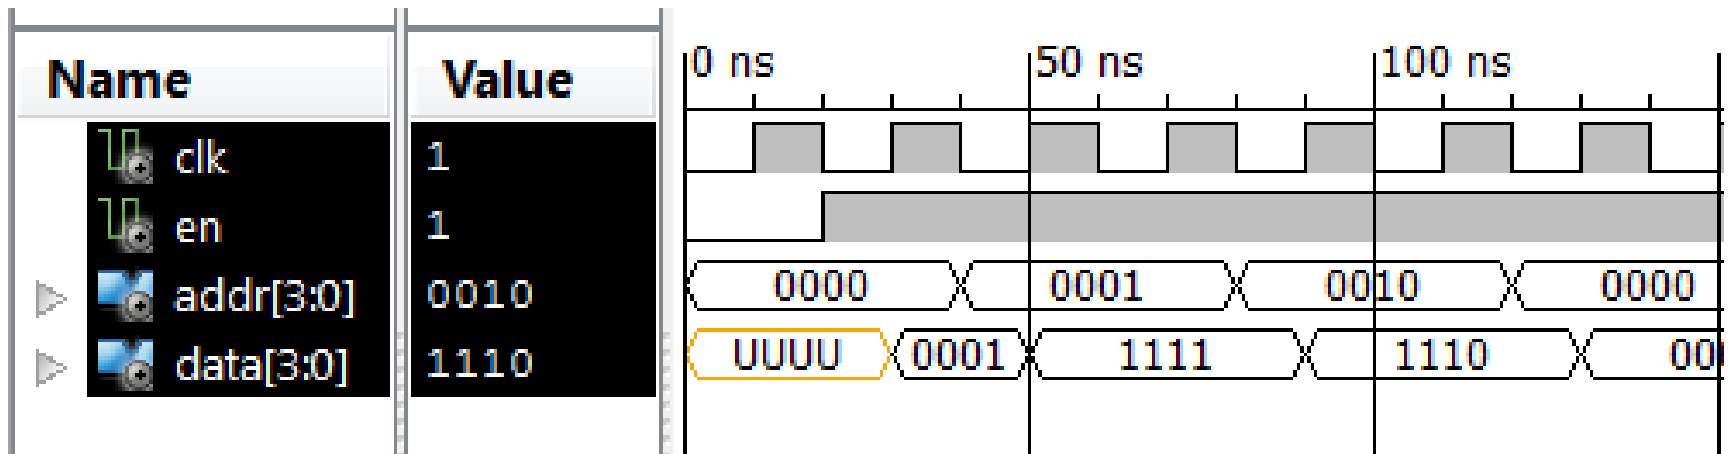 Name Value 0 ns 50 ns 100 ns
clk 1
en 1
addr[3:0] 0010 0000 0001 0010 0000
data[3:0] 1110 UUUU 0001 1111 1110 00